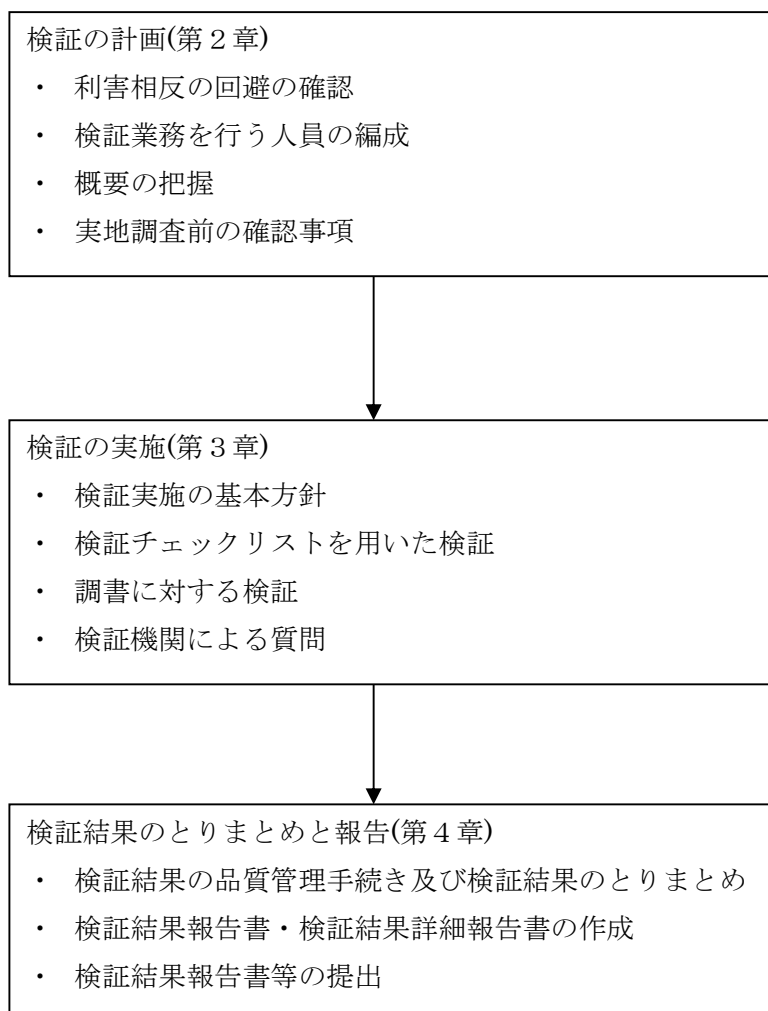 検証の計画(第２章)
・ 利害相反の回避の確認
・ 検証業務を行う人員の編成
・ 概要の把握
・ 実地調査前の確認事項
検証の実施(第３章)
・ 検証実施の基本方針
・ 検証チェックリストを用いた検証
・ 調書に対する検証
・ 検証機関による質問
検証結果のとりまとめと報告(第４章)
・ 検証結果の品質管理手続き及び検証結果のとりまとめ
・ 検証結果報告書・検証結果詳細報告書の作成
・ 検証結果報告書等の提出